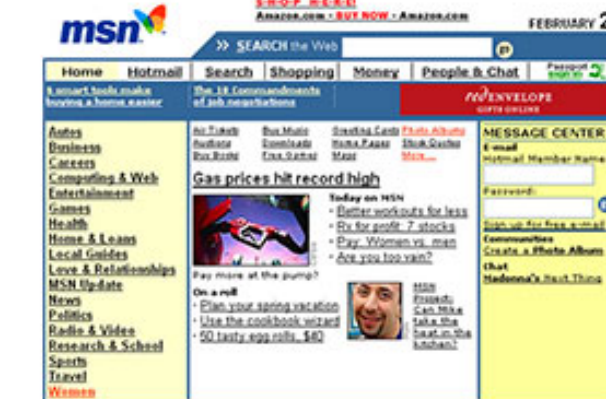 SHOP HERE!
Amazon.com - BUY NOW - Amazon.com
FEBRUARY 2
msn
SEARCH the Web
Home Hotmail Search Shopping Money People & Chat Passport
6 smart tools make
buying a home easier
The 10 Commandments
of job negotiations
redENVELOPE
GIFTS ONLINE
Autos
Business
Careers
Computing & Web
Entertainment
Games
Health
Home & Loans
Local Guides
Love & Relationships
MSN Update
News
Politics
Radio & Video
Research & School
Sports
Travel
Women
Air Tickets Buy Music Greeting Cards Photo Albums
Auctions Downloads Home Pages Stock Quotes
Buy Books Free Games Maps More ...
Gas prices hit record high
Pay more at the pump?
Today on MSN
· Better workouts for less
· Rx for profit: 7 stocks
· Pay: Women vs. men
· Are you too vain?
On a roll
· Plan your spring vacation
· Use the cookbook wizard
· 50 tasty egg rolls, $40
MSN
Project:
Can Mike
take the
heat in the
kitchen?
MESSAGE CENTER
E-mail
Hotmail Member Name
Password:
Sign up for free e-mail
Communities
Create a Photo Album
Chat
Madonna's Next Thing